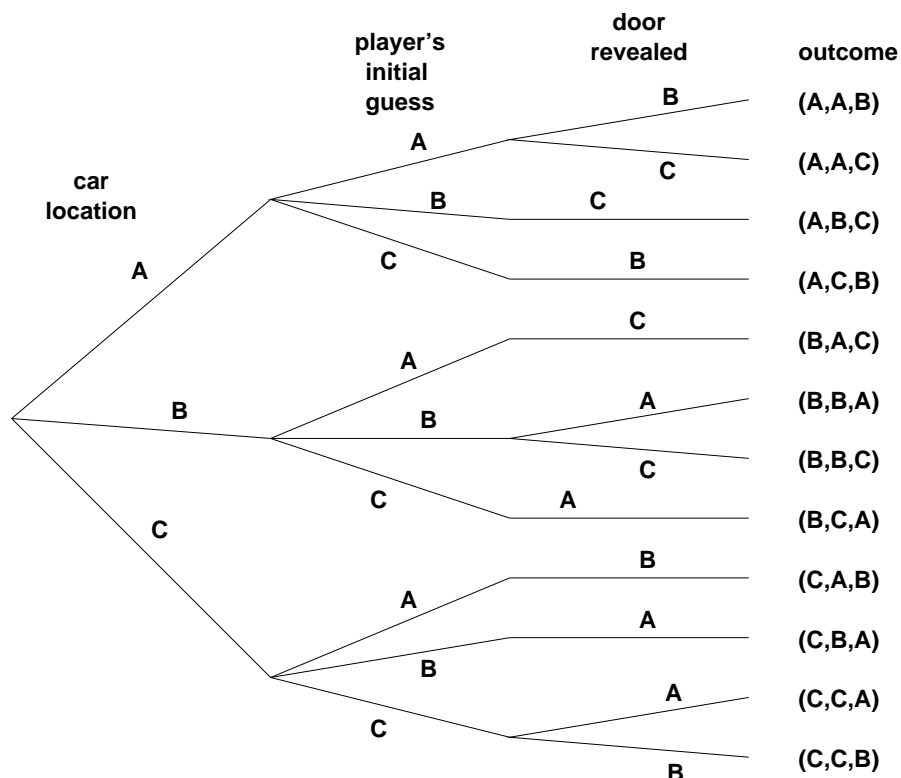 car
location
player's
initial
guess
door
revealed
outcome
A
B
C
A
B
C
A
B
C
A
B
C
B
C
C
B
C
A
C
A
B
A
A
B
(A,A,B)
(A,A,C)
(A,B,C)
(A,C,B)
(B,A,C)
(B,B,A)
(B,B,C)
(B,C,A)
(C,A,B)
(C,B,A)
(C,C,A)
(C,C,B)